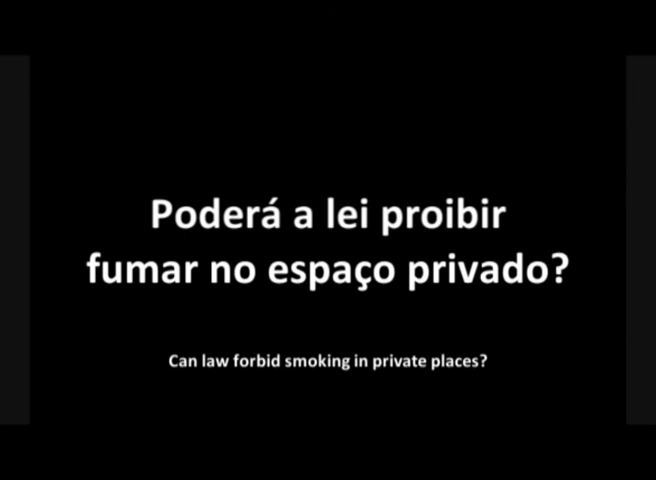 Poderá a lei proibir
fumar no espaço privado?
Can law forbid smoking in private places?